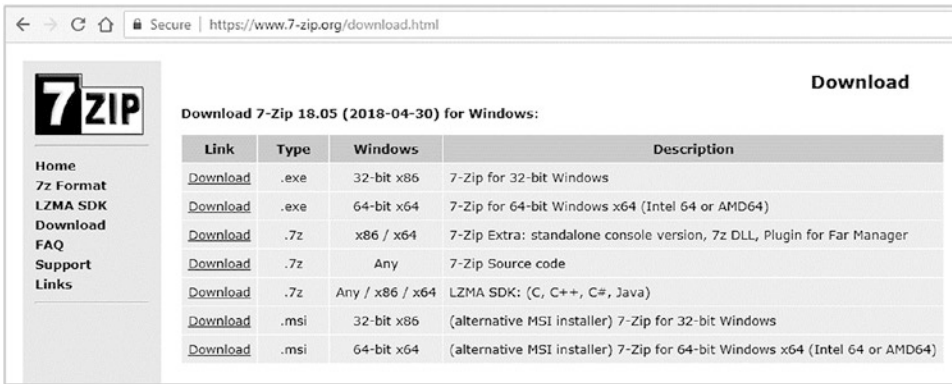 Secure | https://www.7-zip.org/download.html
7ZIP
Home
7z Format
LZMA SDK
Download
FAQ
Support
Links
Download
Download 7-Zip 18.05 (2018-04-30) for Windows:
Link Type Windows Description
Download .exe 32-bit x86 7-Zip for 32-bit Windows
Download .exe 64-bit x64 7-Zip for 64-bit Windows x64 (Intel 64 or AMD64)
Download .7z x86 / x64 7-Zip Extra: standalone console version, 7z DLL, Plugin for Far Manager
Download .7z Any 7-Zip Source code
Download .7z Any / x86 / x64 LZMA SDK: (C, C++, C#, Java)
Download .msi 32-bit x86 (alternative MSI installer) 7-Zip for 32-bit Windows
Download .msi 64-bit x64 (alternative MSI installer) 7-Zip for 64-bit Windows x64 (Intel 64 or AMD64)